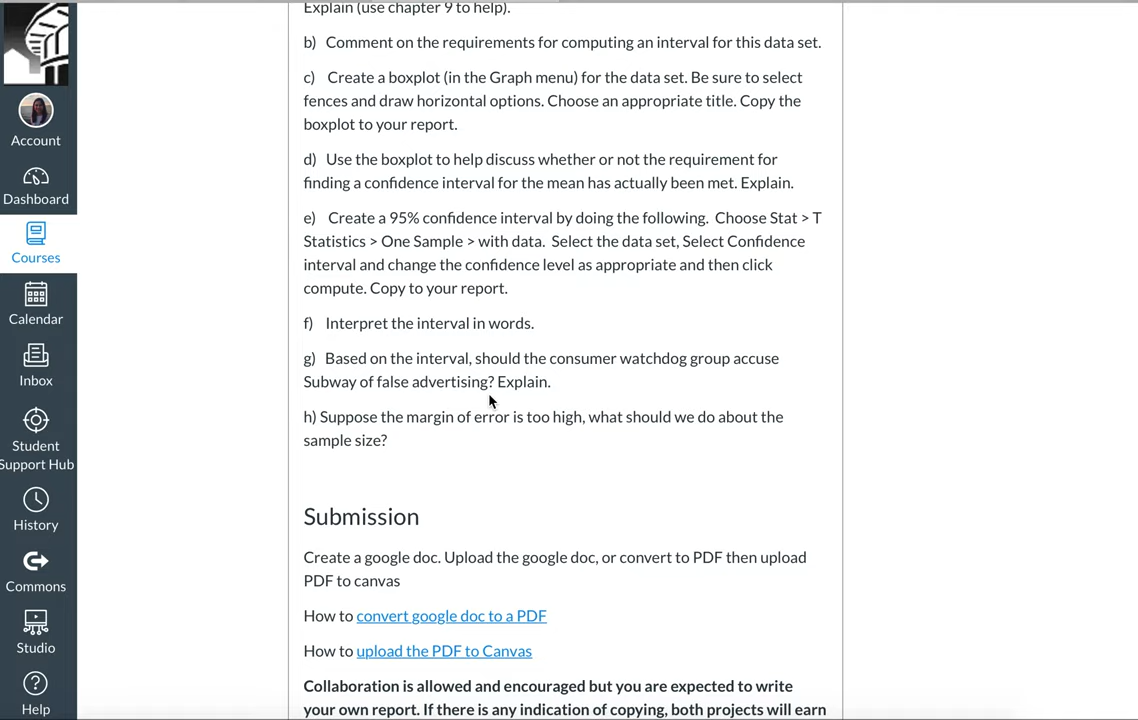 Explain (use chapter 9 to help).
b) Comment on the requirements for computing an interval for this data set.
c) Create a boxplot (in the Graph menu) for the data set. Be sure to select
fences and draw horizontal options. Choose an appropriate title. Copy the
boxplot to your report.
d) Use the boxplot to help discuss whether or not the requirement for
finding a confidence interval for the mean has actually been met. Explain.
e) Create a 95% confidence interval by doing the following. Choose Stat > T
Statistics > One Sample > with data. Select the data set, Select Confidence
interval and change the confidence level as appropriate and then click
compute. Copy to your report.
f) Interpret the interval in words.
g) Based on the interval, should the consumer watchdog group accuse
Subway of false advertising? Explain.
h) Suppose the margin of error is too high, what should we do about the
sample size?
Submission
Create a google doc. Upload the google doc, or convert to PDF then upload
PDF to canvas
How to convert google doc to a PDF
How to upload the PDF to Canvas
Collaboration is allowed and encouraged but you are expected to write
your own report. If there is any indication of copying, both projects will earn
Account
Dashboard
Courses
Calendar
Inbox
Student
Support Hub
History
Commons
Studio
Help